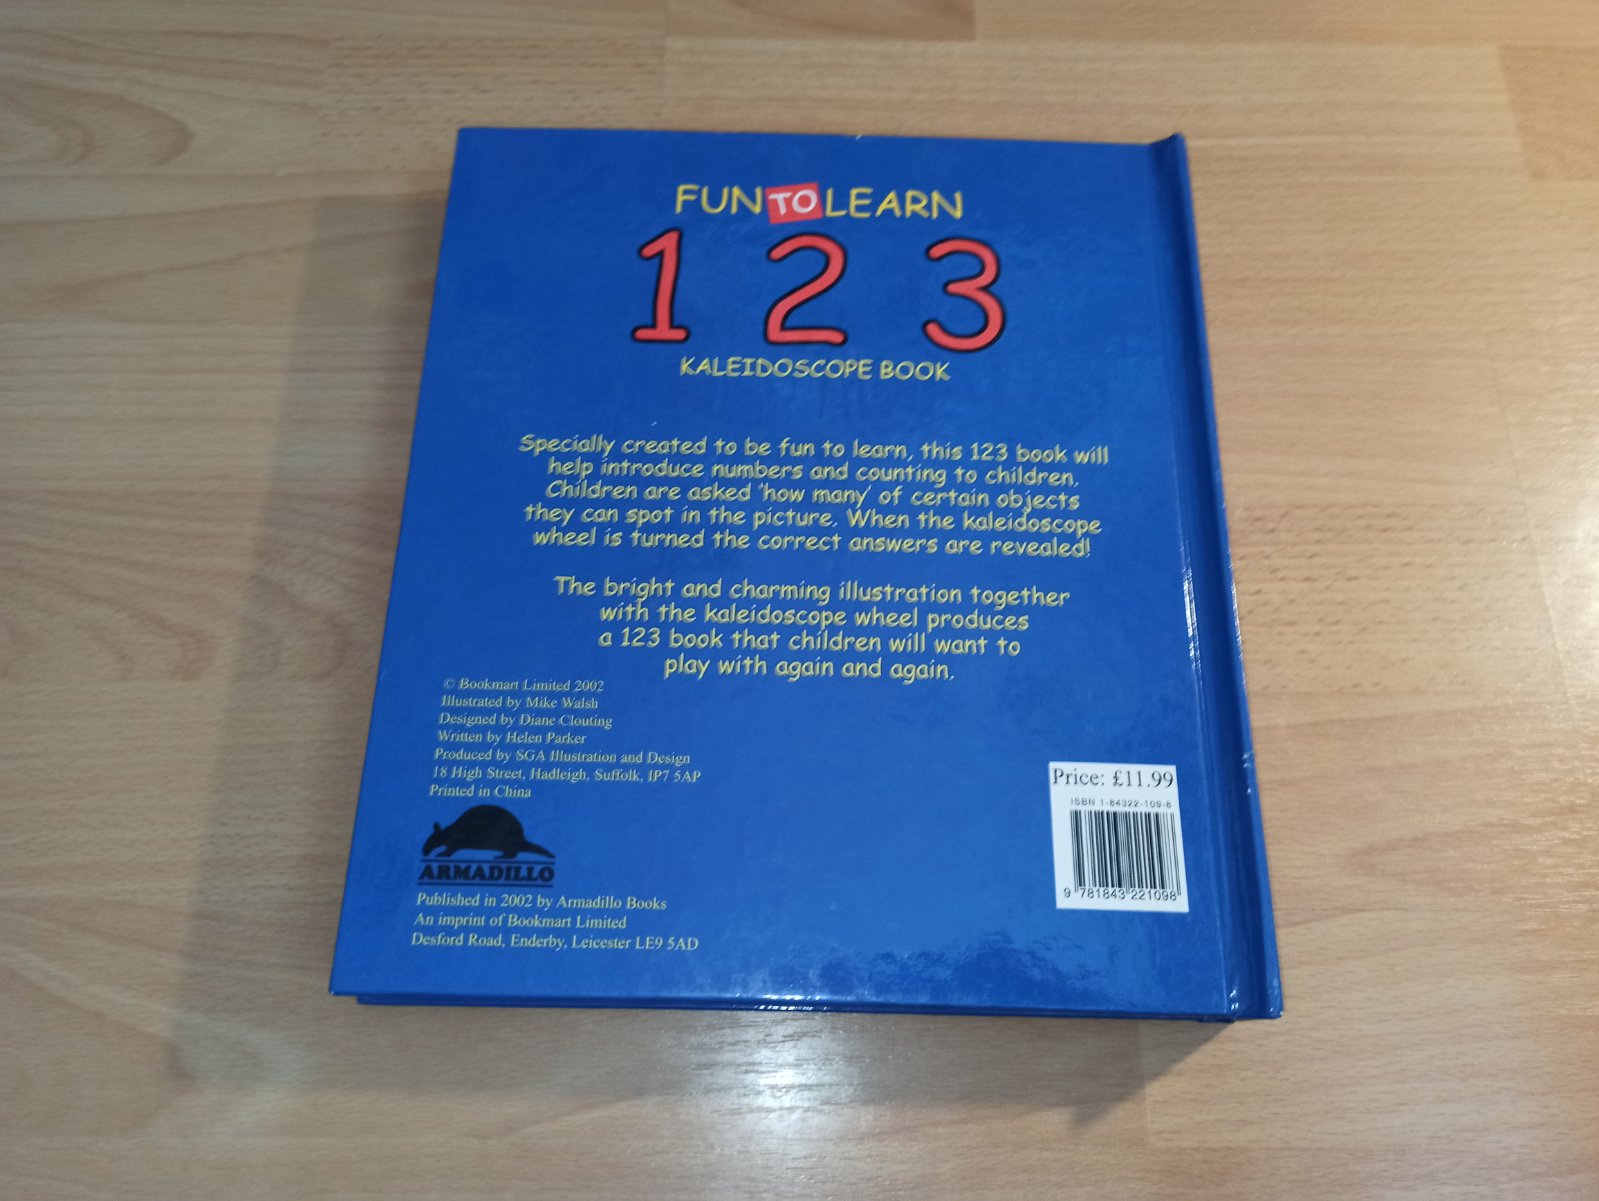 FUN TO LEARN
1 2 3
KALEIDOSCOPE BOOK
Specially created to be fun to learn, this 123 book will
help introduce numbers and counting to children.
Children are asked 'how many' of certain objects
they can spot in the picture. When the kaleidoscope
wheel is turned the correct answers are revealed!
The bright and charming illustration together
with the kaleidoscope wheel produces
a 123 book that children will want to
play with again and again.
© Bookmart Limited 2002
Illustrated by Mike Walsh
Designed by Diane Clouting
Written by Helen Parker
Produced by SGA Illustration and Design
18 High Street, Hadleigh, Suffolk, IP7 5AP
Printed in China
ARMADILLO
Published in 2002 by Armadillo Books
An imprint of Bookmart Limited
Desford Road, Enderby, Leicester LE9 5AD
Price: £11.99
ISBN 1-84322-109-8
9 781843 221098